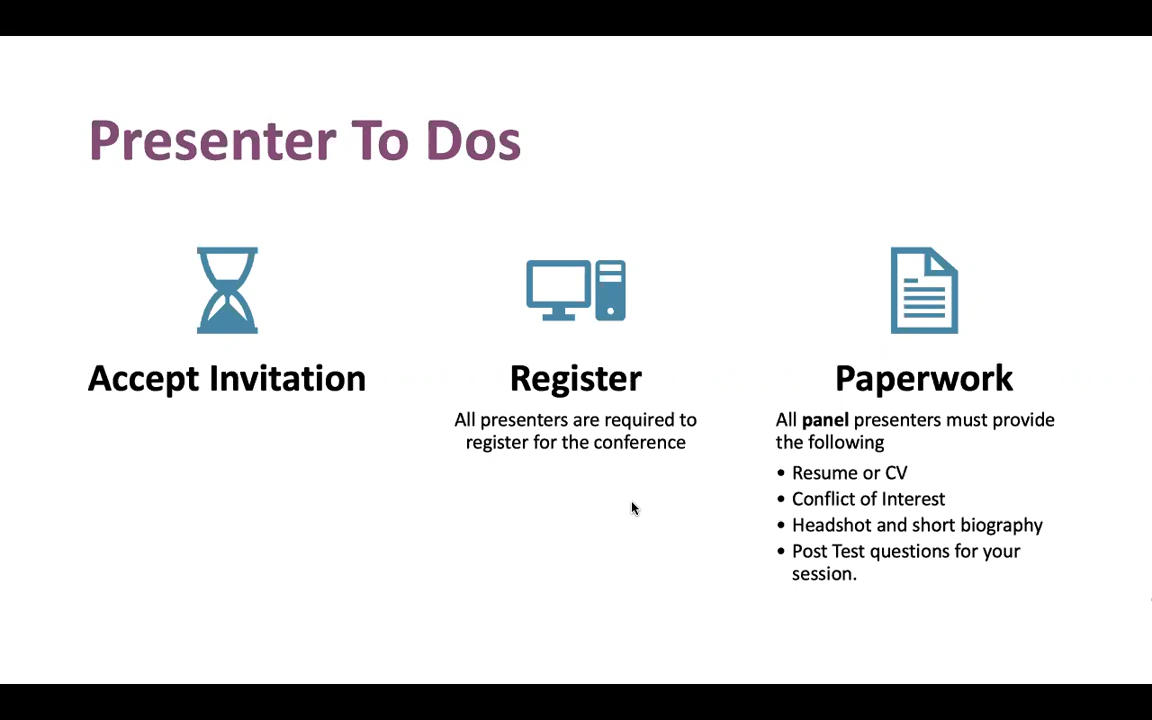 Presenter To Dos
Accept Invitation
Register
All presenters are required to
register for the conference
Paperwork
All panel presenters must provide
the following
• Resume or CV
• Conflict of Interest
• Headshot and short biography
• Post Test questions for your
session.